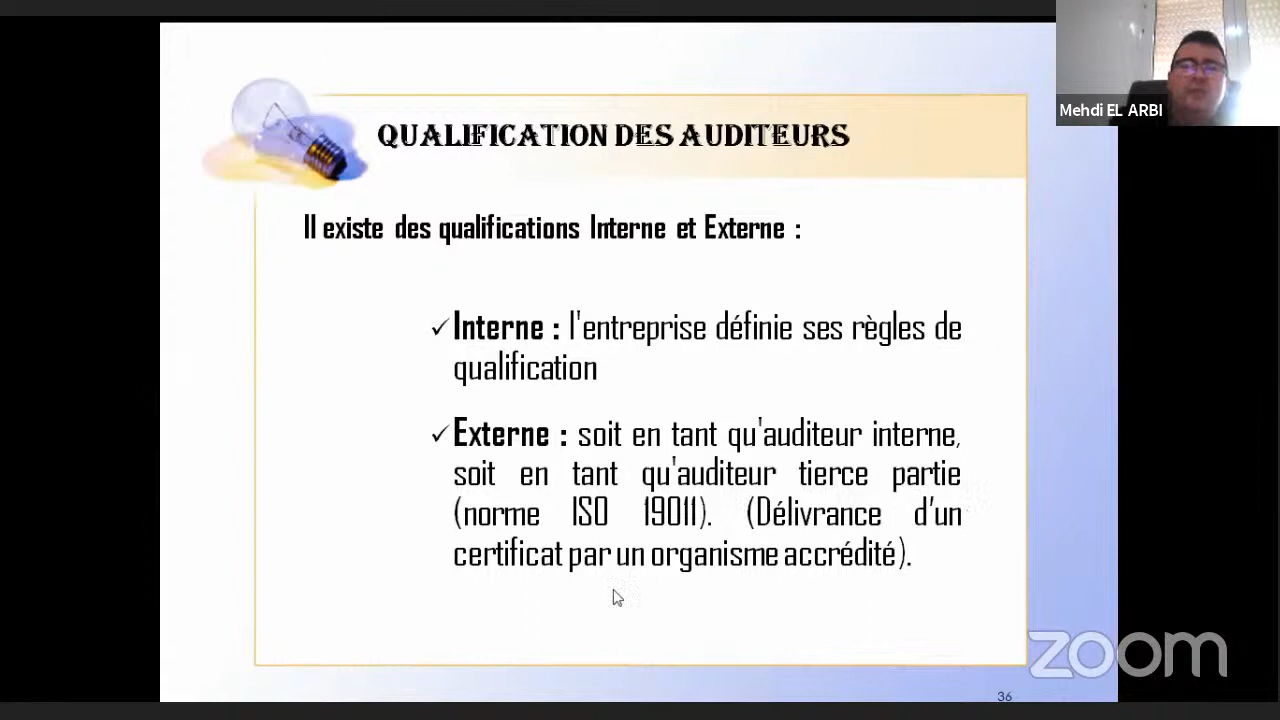 Mehdi EL ARBI
QUALIFICATION DES AUDITEURS
Il existe des qualifications Interne et Externe :
✓Interne : l'entreprise définie ses règles de
qualification
✓Externe : soit en tant qu'auditeur interne,
soit en tant qu'auditeur tierce partie
(norme ISO 19011). (Délivrance d'un
certificat par un organisme accrédité).
zoom
36